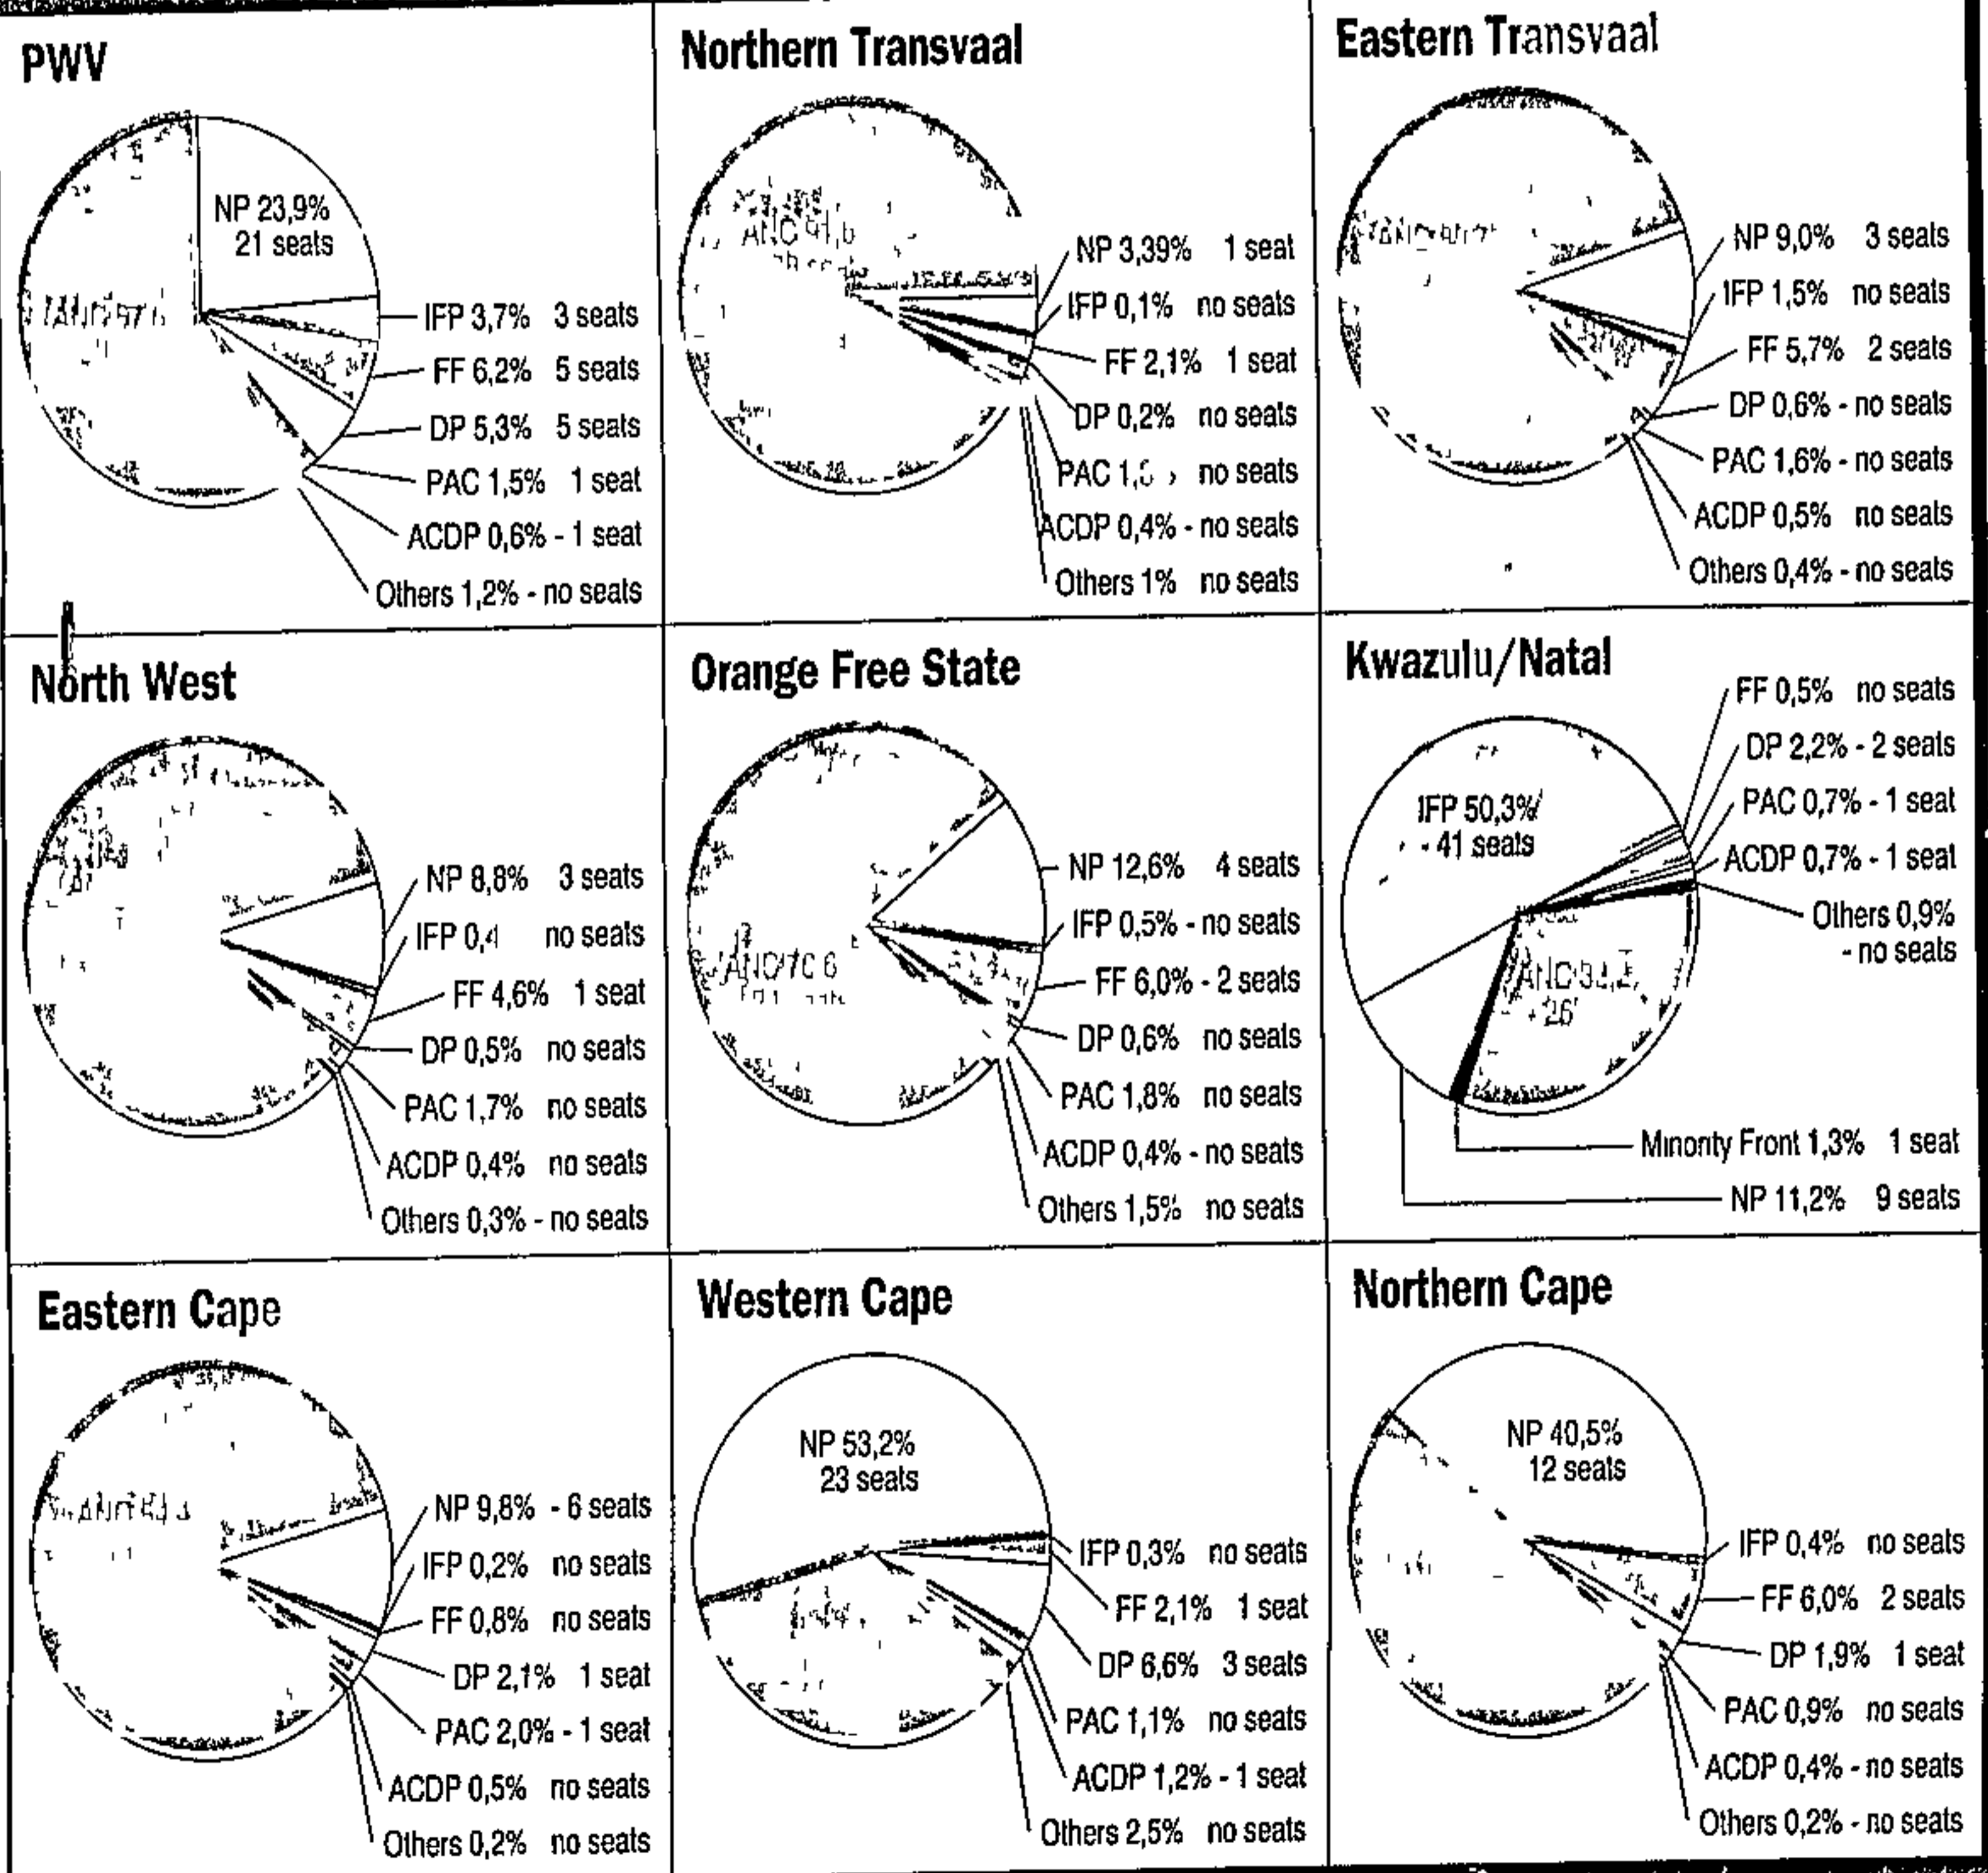 PWV
NP 23,9%
21 seats
IFP 3,7% 3 seats
FF 6,2% 5 seats
DP 5,3% 5 seats
PAC 1,5% 1 seat
ACDP 0,6% - 1 seat
Others 1,2% - no seats
Northern Transvaal
ANC
NP 3,39% 1 seat
IFP 0,1% no seats
FF 2,1% 1 seat
DP 0,2% no seats
PAC no seats
ACDP 0,4% - no seats
Others 1% no seats
Eastern Transvaal
NP 9,0% 3 seats
IFP 1,5% no seats
FF 5,7% 2 seats
DP 0,6% - no seats
PAC 1,6% - no seats
ACDP 0,5% no seats
Others 0,4% - no seats
North West
NP 8,8% 3 seats
IFP 0,4 no seats
FF 4,6% 1 seat
DP 0,5% no seats
PAC 1,7% no seats
ACDP 0,4% no seats
Others 0,3% - no seats
Orange Free State
ANC
NP 12,6% 4 seats
IFP 0,5% - no seats
FF 6,0% - 2 seats
DP 0,6% no seats
PAC 1,8% no seats
ACDP 0,4% - no seats
Others 1,5% no seats
Kwazulu/Natal
FF 0,5% no seats
DP 2,2% - 2 seats
PAC 0,7% - 1 seat
ACDP 0,7% - 1 seat
Others 0,9%
- no seats
IFP 50,3%
- 41 seats
ANC
26
Minority Front 1,3% 1 seat
NP 11,2% 9 seats
Eastern Cape
NP 9,8% - 6 seats
IFP 0,2% no seats
FF 0,8% no seats
DP 2,1% 1 seat
PAC 2,0% - 1 seat
ACDP 0,5% no seats
Others 0,2% no seats
Western Cape
NP 53,2%
23 seats
IFP 0,3% no seats
FF 2,1% 1 seat
DP 6,6% 3 seats
PAC 1,1% no seats
ACDP 1,2% - 1 seat
Others 2,5% no seats
Northern Cape
NP 40,5%
12 seats
IFP 0,4% no seats
FF 6,0% 2 seats
DP 1,9% 1 seat
PAC 0,9% no seats
ACDP 0,4% - no seats
Others 0,2% - no seats